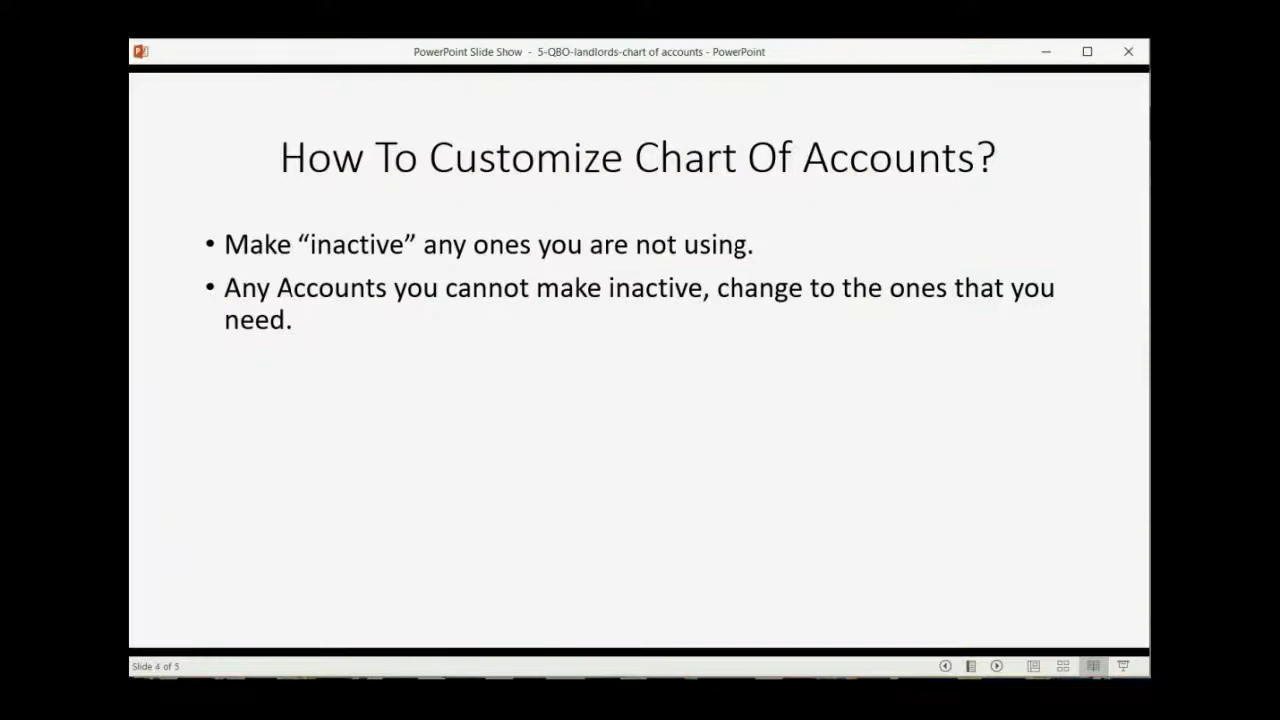 PowerPoint Slide Show - 5-QBO-landlords-chart of accounts - PowerPoint
How To Customize Chart Of Accounts?
• Make “inactive” any ones you are not using.
• Any Accounts you cannot make inactive, change to the ones that you
need.
Slide 4 of 5